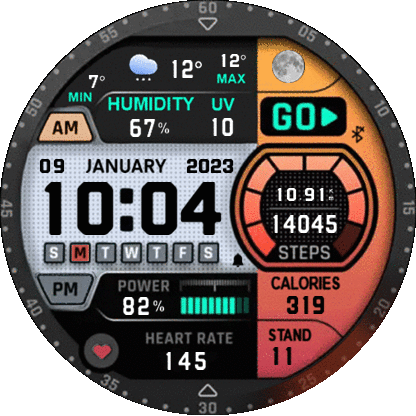 60
05
55
50
45
40
35
30
25
20
15
7°
MIN
12°
12°
MAX
HUMIDITY UV
67% 10
AM
GO
09 JANUARY 2023
10:04
S M T W T F S
10.91
14045
STEPS
PM
POWER
82%
CALORIES
319
HEART RATE
145
STAND
11